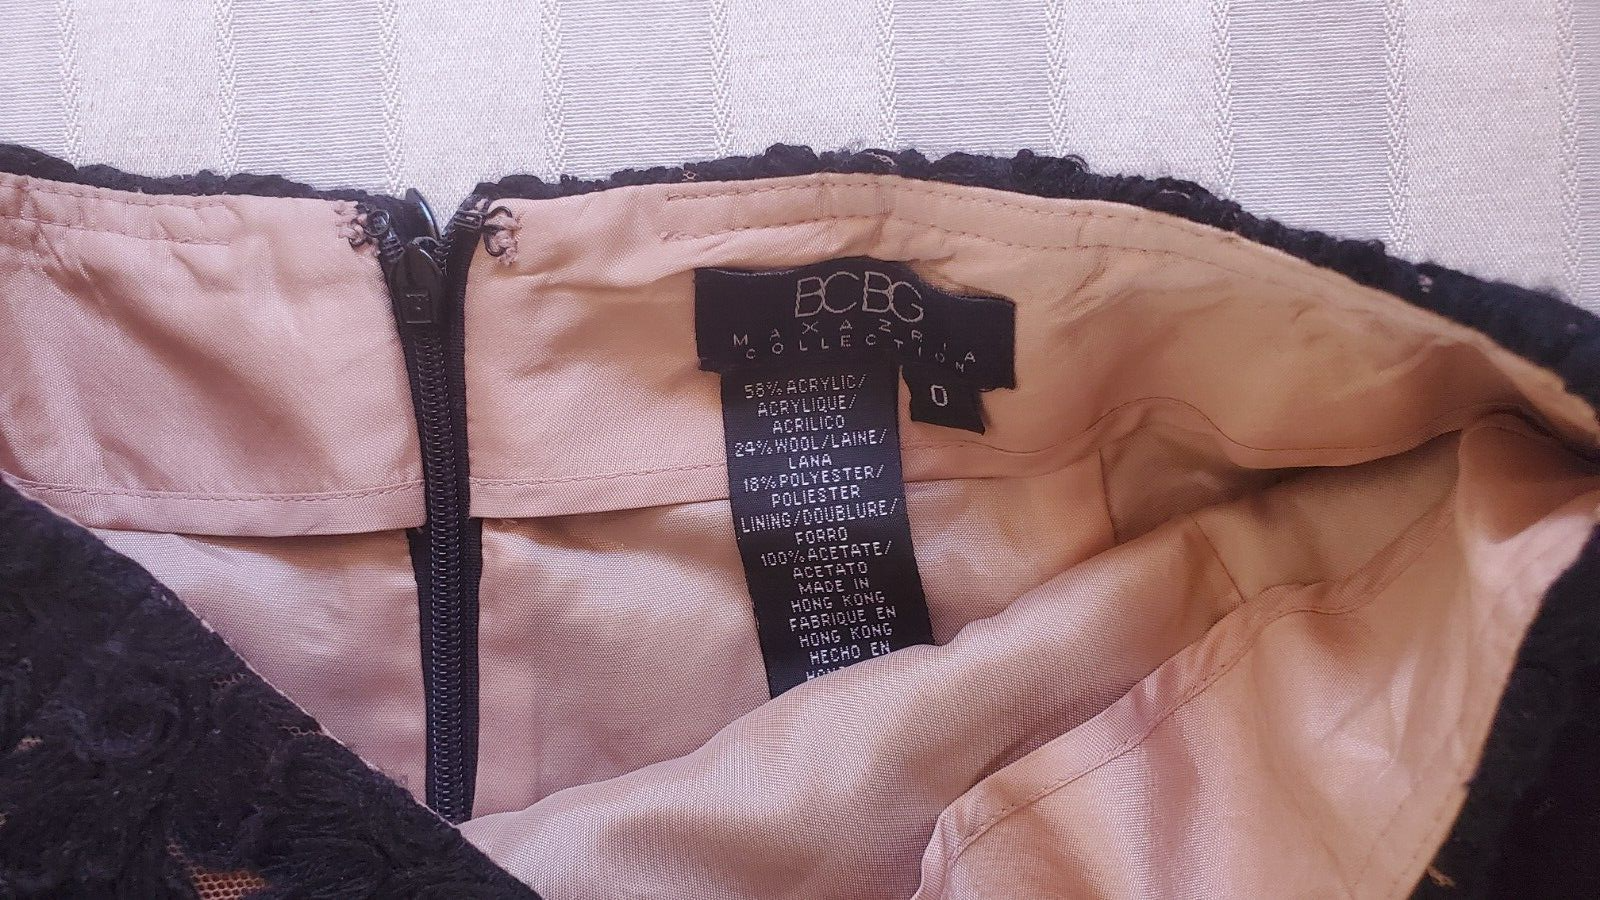 BCBG
MAXAZRIA
COLLECTION
0
58% ACRYLIC/
ACRYLIQUE/
ACRILICO
24% WOOL/LAINE/
LANA
18% POLYESTER/
POLIESTER
LINING/DOUBLURE/
FORRO
100% ACETATE/
ACETATO
MADE IN
HONG KONG
FABRIQUE EN
HONG KONG
HECHO EN